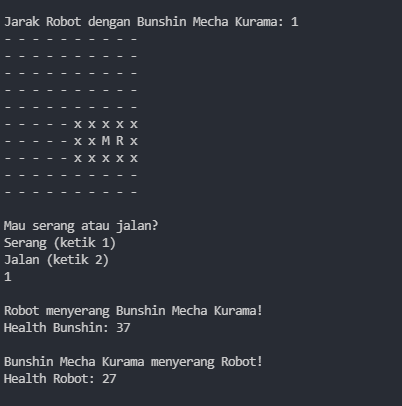 Jarak Robot dengan Bunshin Mecha Kurama: 1
- - - - - - - - - -
- - - - - - - - - -
- - - - - - - - - -
- - - - - - - - - -
- - - - - - - - - -
- - - - - x x x x x
- - - - - x x M R x
- - - - - x x x x x
- - - - - - - - - -
- - - - - - - - - -
Mau serang atau jalan?
Serang (ketik 1)
Jalan (ketik 2)
1
Robot menyerang Bunshin Mecha Kurama!
Health Bunshin: 37
Bunshin Mecha Kurama menyerang Robot!
Health Robot: 27